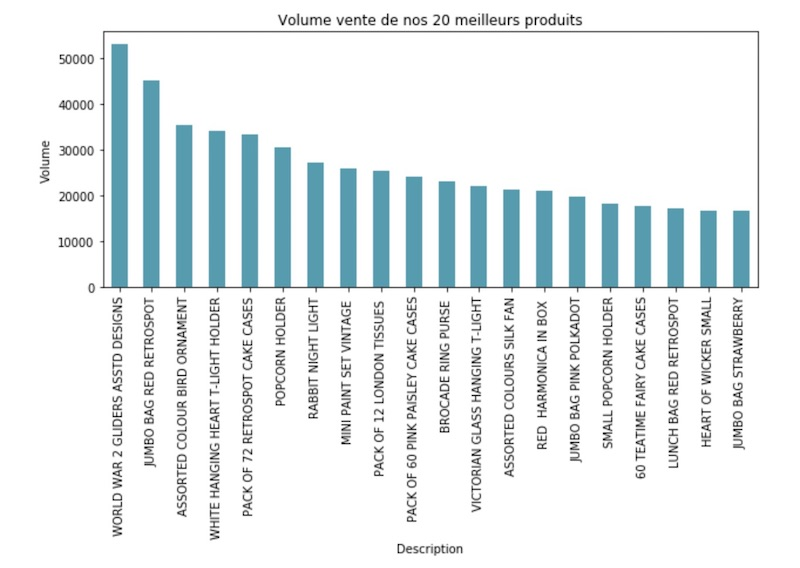 Volume vente de nos 20 meilleurs produits
Volume
50000
40000
30000
20000
10000
0
WORLD WAR 2 GLIDERS ASSTD DESIGNS
JUMBO BAG RED RETROSPOT
ASSORTED COLOUR BIRD ORNAMENT
WHITE HANGING HEART T-LIGHT HOLDER
PACK OF 72 RETROSPOT CAKE CASES
POPCORN HOLDER
RABBIT NIGHT LIGHT
MINI PAINT SET VINTAGE
PACK OF 12 LONDON TISSUES
PACK OF 60 PINK PAISLEY CAKE CASES
BROCADE RING PURSE
VICTORIAN GLASS HANGING T-LIGHT
ASSORTED COLOURS SILK FAN
RED  HARMONICA IN BOX
JUMBO BAG PINK POLKADOT
SMALL POPCORN HOLDER
60 TEATIME FAIRY CAKE CASES
LUNCH BAG RED RETROSPOT
HEART OF WICKER SMALL
JUMBO BAG STRAWBERRY
Description